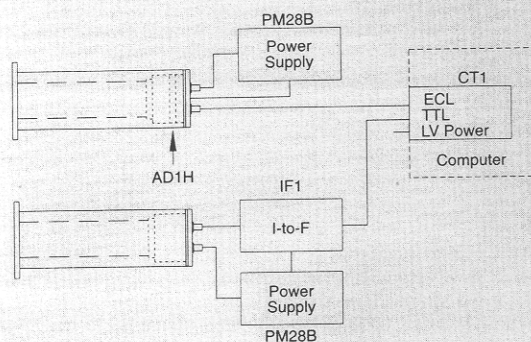 PM28B
Power
Supply
CT1
ECL
TTL
LV Power
Computer
AD1H
IF1
I-to-F
Power
Supply
PM28B